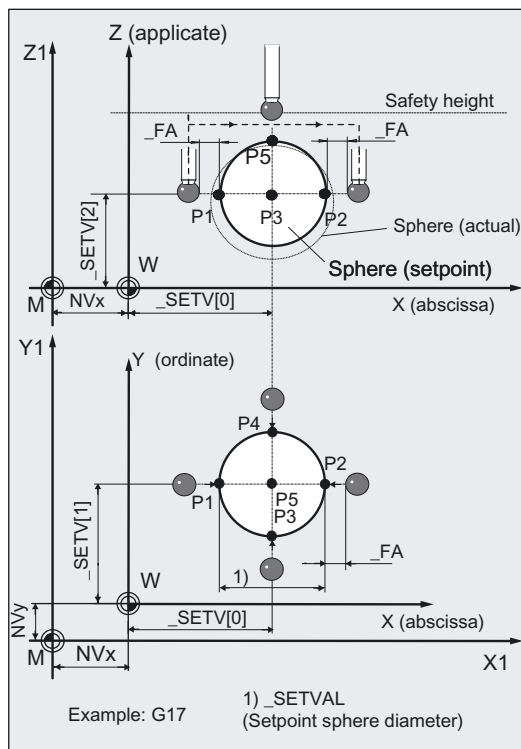 Z1
Z (applicate)
Safety height
_FA
_FA
P5
P1
P3
P2
_SETV[2]
Sphere (actual)
Sphere (setpoint)
W
M
NVx
_SETV[0]
X (abscissa)
Y1
Y (ordinate)
P4
P2
P1
P5
P3
_SETV[1]
_FA
1)
W
NVy
_SETV[0]
X (abscissa)
M
NVx
X1
Example: G17
1) _SETVAL
(Setpoint sphere diameter)